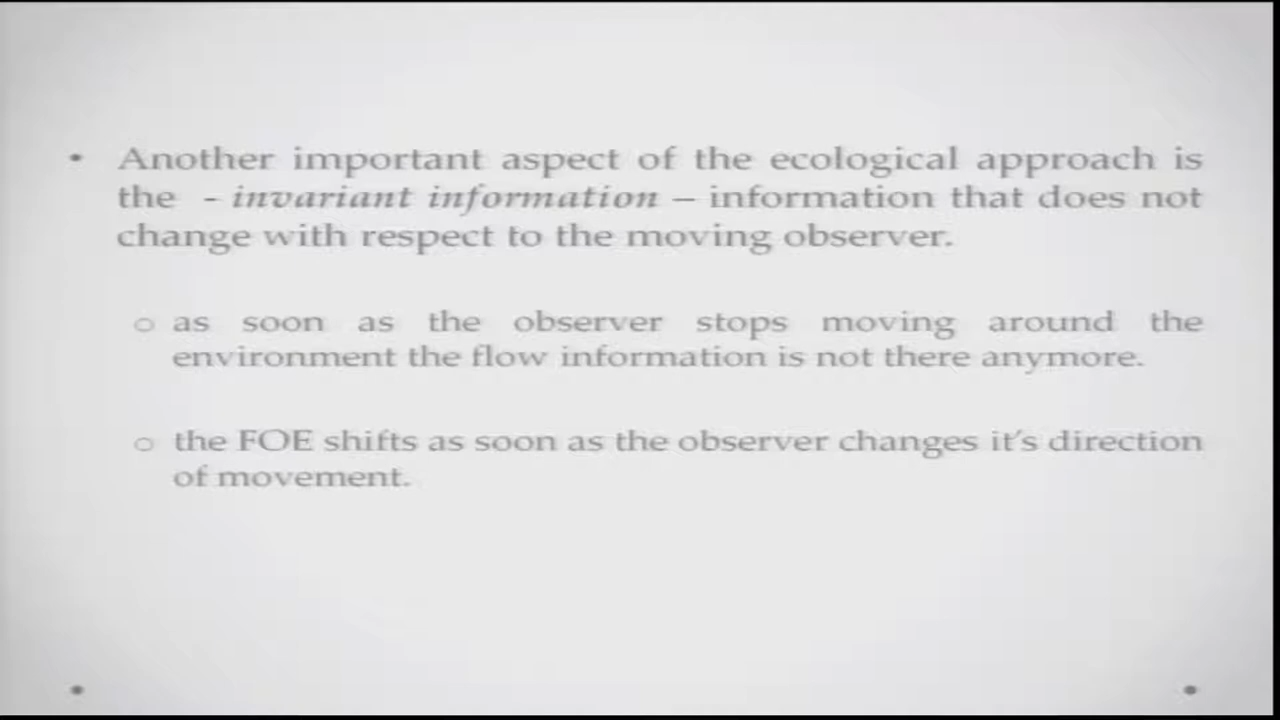 • Another important aspect of the ecological approach is
the - invariant information – information that does not
change with respect to the moving observer.
o as soon as the observer stops moving around the
environment the flow information is not there anymore.
o the FOE shifts as soon as the observer changes it's direction
of movement.